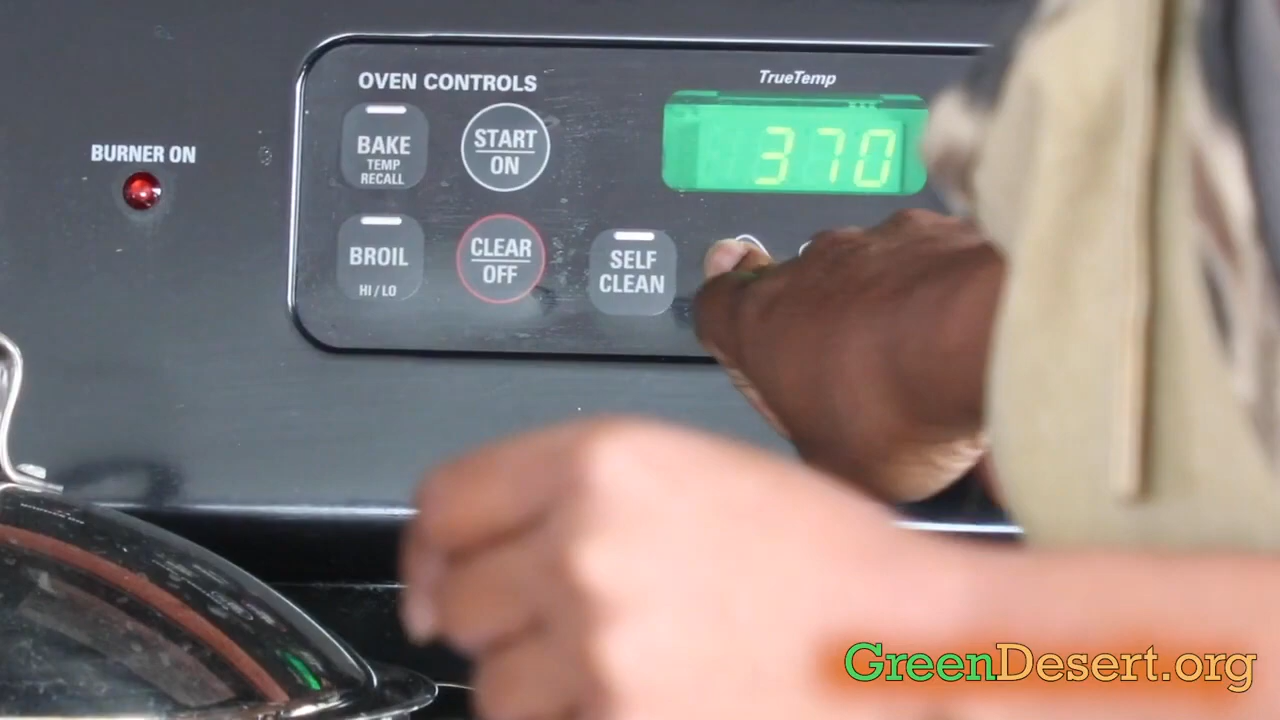 OVEN CONTROLS
TrueTemp
BURNER ON
BAKE
TEMP
RECALL
START
ON
370
BROIL
HI / LO
CLEAR
OFF
SELF
CLEAN
GreenDesert.org